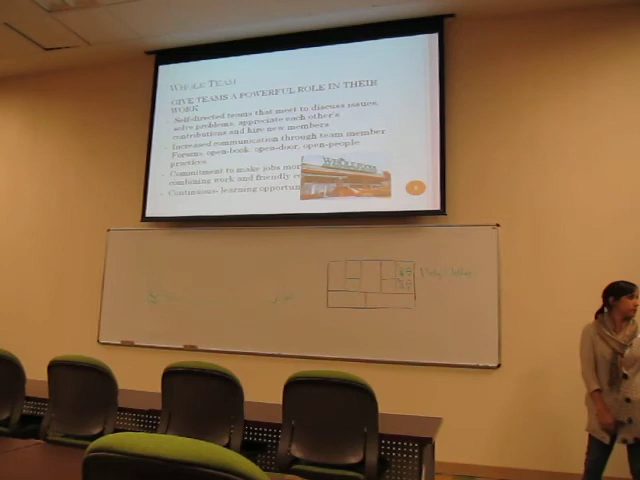 WHOLE TEAM
GIVE TEAMS A POWERFUL ROLE IN THEIR
WORK
- Self-directed teams that meet to discuss issues,
solve problems, appreciate each other's
contributions and hire new members
- Increased communication through team member
Forums, open-book, open-door, open-people
practices
- Commitment to make jobs mor
combining work and friendly c
- Continuous- learning opportun